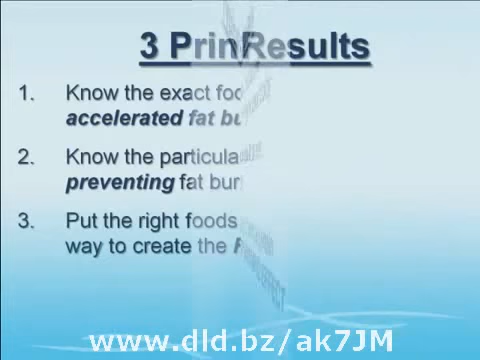 3 PrinResults
1. Know the exact foo
accelerated fat bu
2. Know the particula
preventing fat bur
3. Put the right foods
way to create the
www.dld.bz/ak7JM